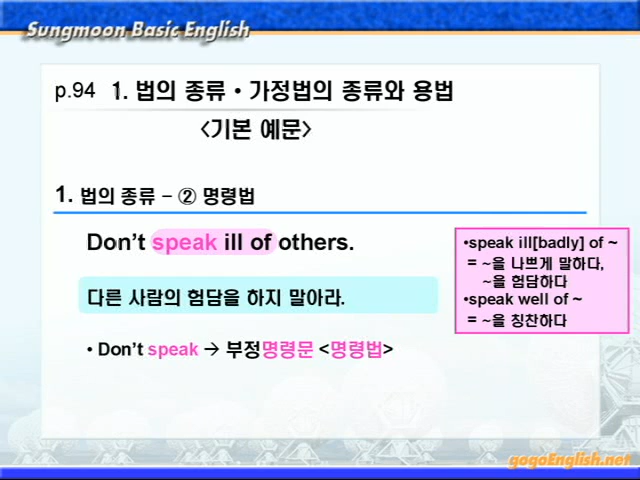 Sungmoon Basic English
p.94 1. 법의 종류 • 가정법의 종류와 용법
<기본 예문>
1. 법의 종류 – ② 명령법
Don't speak ill of others.
다른 사람의 험담을 하지 말아라.
• Don't speak → 부정명령문 <명령법>
•speak ill[badly] of ~
= ~을 나쁘게 말하다,
~을 험담하다
•speak well of ~
= ~을 칭찬하다
gogoEnglish.net